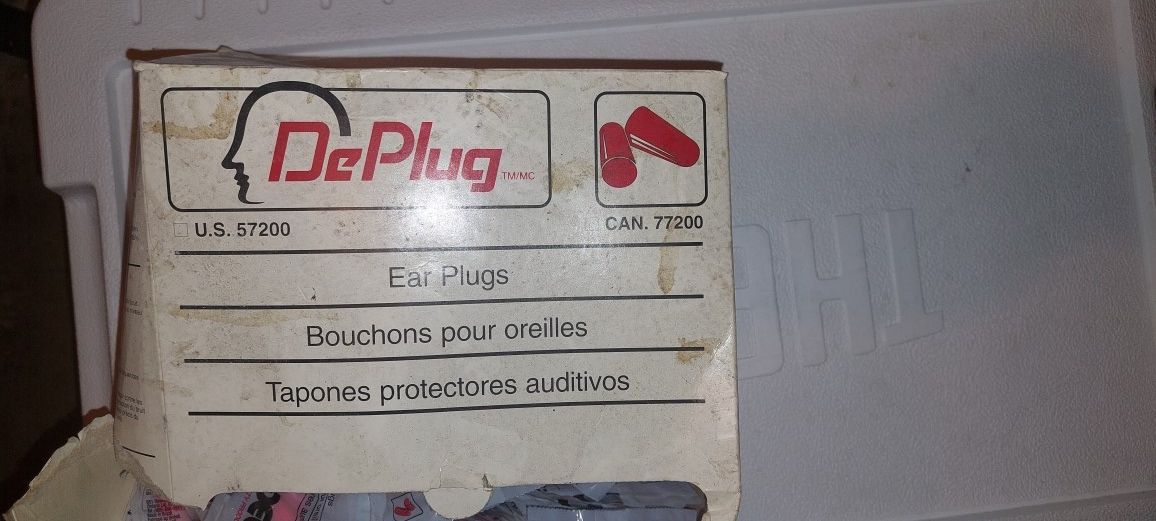 DePlug TM/MC
U.S. 57200
CAN. 77200
Ear Plugs
Bouchons pour oreilles
Tapones protectores auditivos